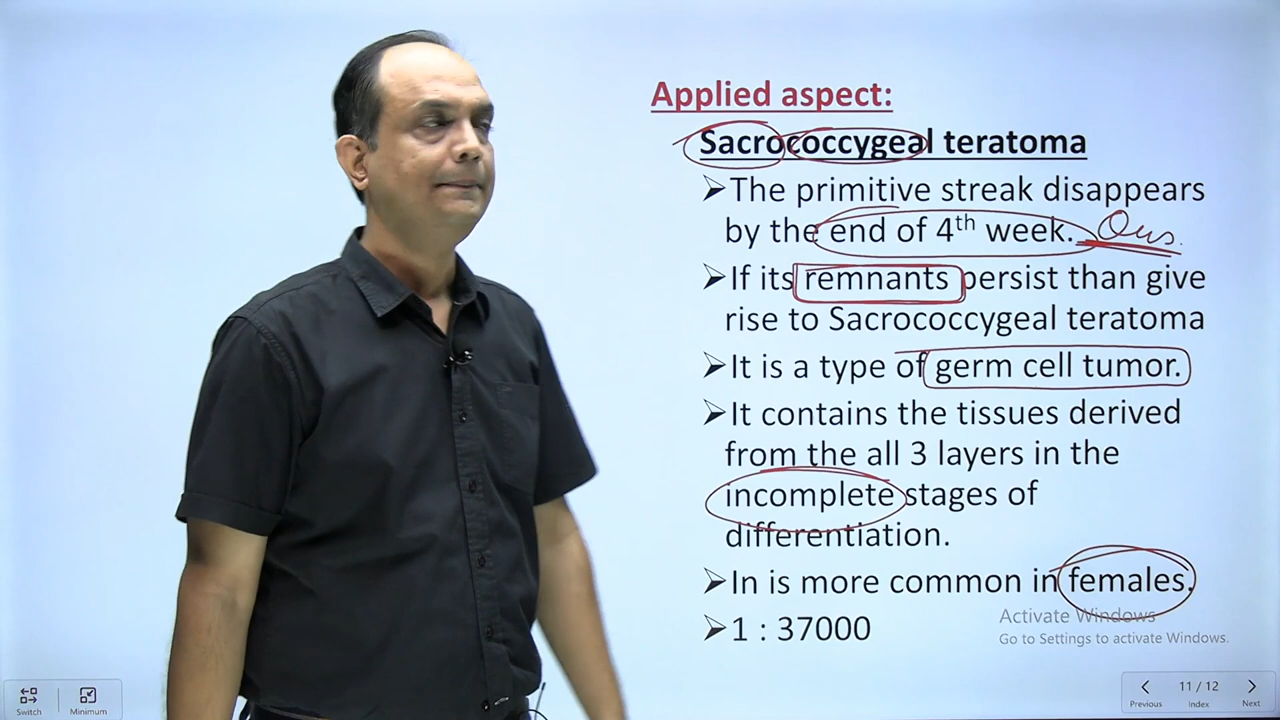 Applied aspect:
Sacrococcygeal teratoma
➢The primitive streak disappears
by the end of 4th week. Ques.
➢If its remnants persist than give
rise to Sacrococcygeal teratoma
➢It is a type of germ cell tumor.
➢It contains the tissues derived
from the all 3 layers in the
incomplete stages of
differentiation.
➢In is more common in females.
➢1 : 37000
Activate Windows
Go to Settings to activate Windows.
Switch
Minimum
Previous
11 / 12
Index
Next